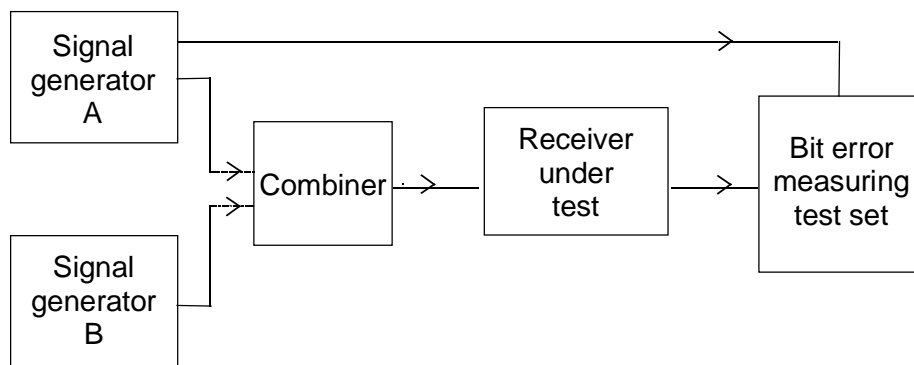 Signal
generator
A
Combiner
Receiver
under
test
Bit error
measuring
test set
Signal
generator
B